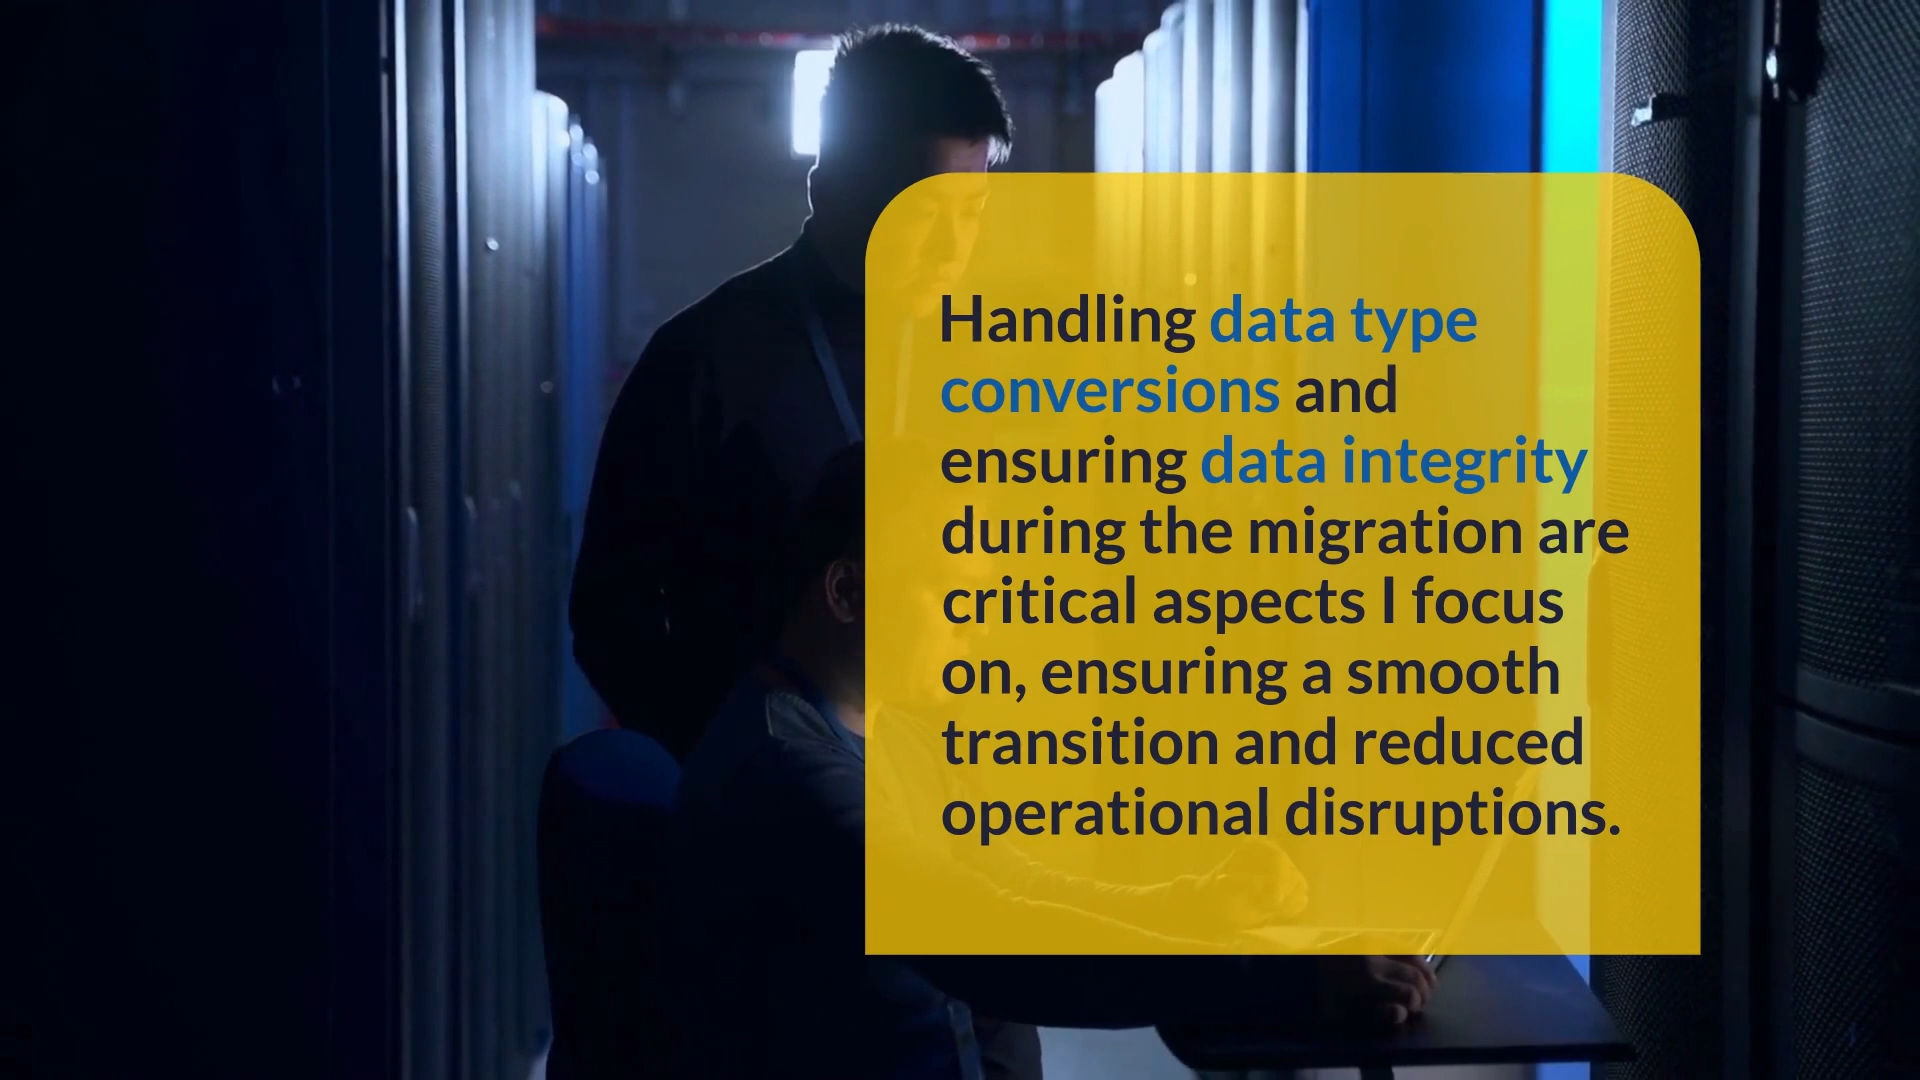 Handling data type
conversions and
ensuring data integrity
during the migration are
critical aspects I focus
on, ensuring a smooth
transition and reduced
operational disruptions.